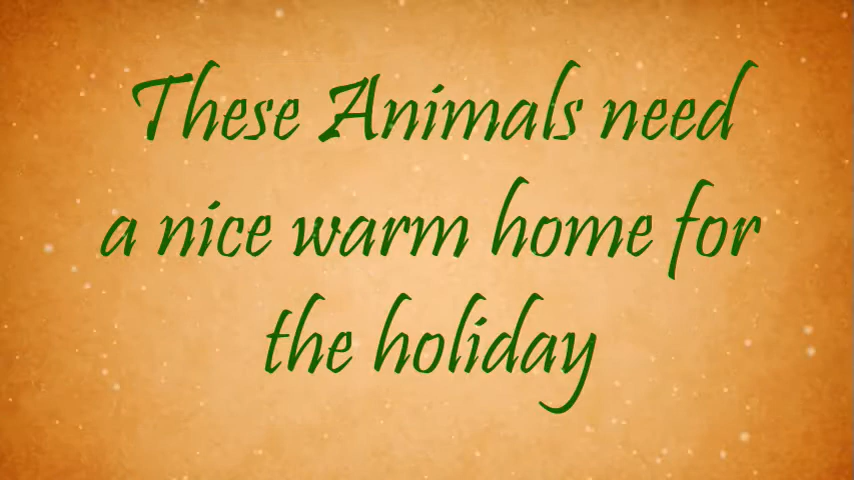 These Animals need
a nice warm home for
the holiday